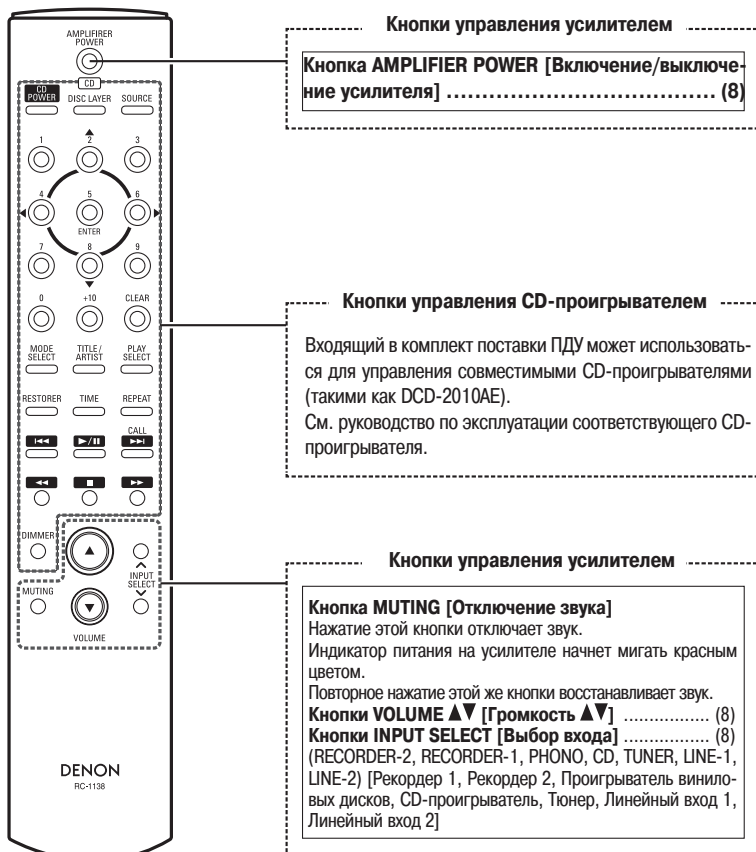 AMPLIFIRER
POWER
CD
CD
POWER
DISC LAYER
SOURCE
1
2
3
4
5
6
ENTER
7
8
9
0
+10
CLEAR
MODE
SELECT
TITLE/
ARTIST
PLAY
SELECT
RESTORER
TIME
REPEAT
CALL
DIMMER
INPUT
SELECT
MUTING
VOLUME
DENON
RC-1138
Кнопки управления усилителем
Кнопка AMPLIFIER POWER [Включение/выключе-
ние усилителя] .................................... (8)
Кнопки управления CD-проигрывателем
Входящий в комплект поставки ПДУ может использовать-
ся для управления совместимыми CD-проигрывателями
(такими как DCD-2010AE).
См. руководство по эксплуатации соответствующего CD-
проигрывателя.
Кнопки управления усилителем
Кнопка MUTING [Отключение звука]
Нажатие этой кнопки отключает звук.
Индикатор питания на усилителе начнет мигать красным
цветом.
Повторное нажатие этой же кнопки восстанавливает звук.
Кнопки VOLUME ▲▼ [Громкость ▲▼] ................. (8)
Кнопки INPUT SELECT [Выбор входа] ................. (8)
(RECORDER-2, RECORDER-1, PHONO, CD, TUNER, LINE-1,
LINE-2) [Рекордер 1, Рекордер 2, Проигрыватель винило-
вых дисков, CD-проигрыватель, Тюнер, Линейный вход 1,
Линейный вход 2]